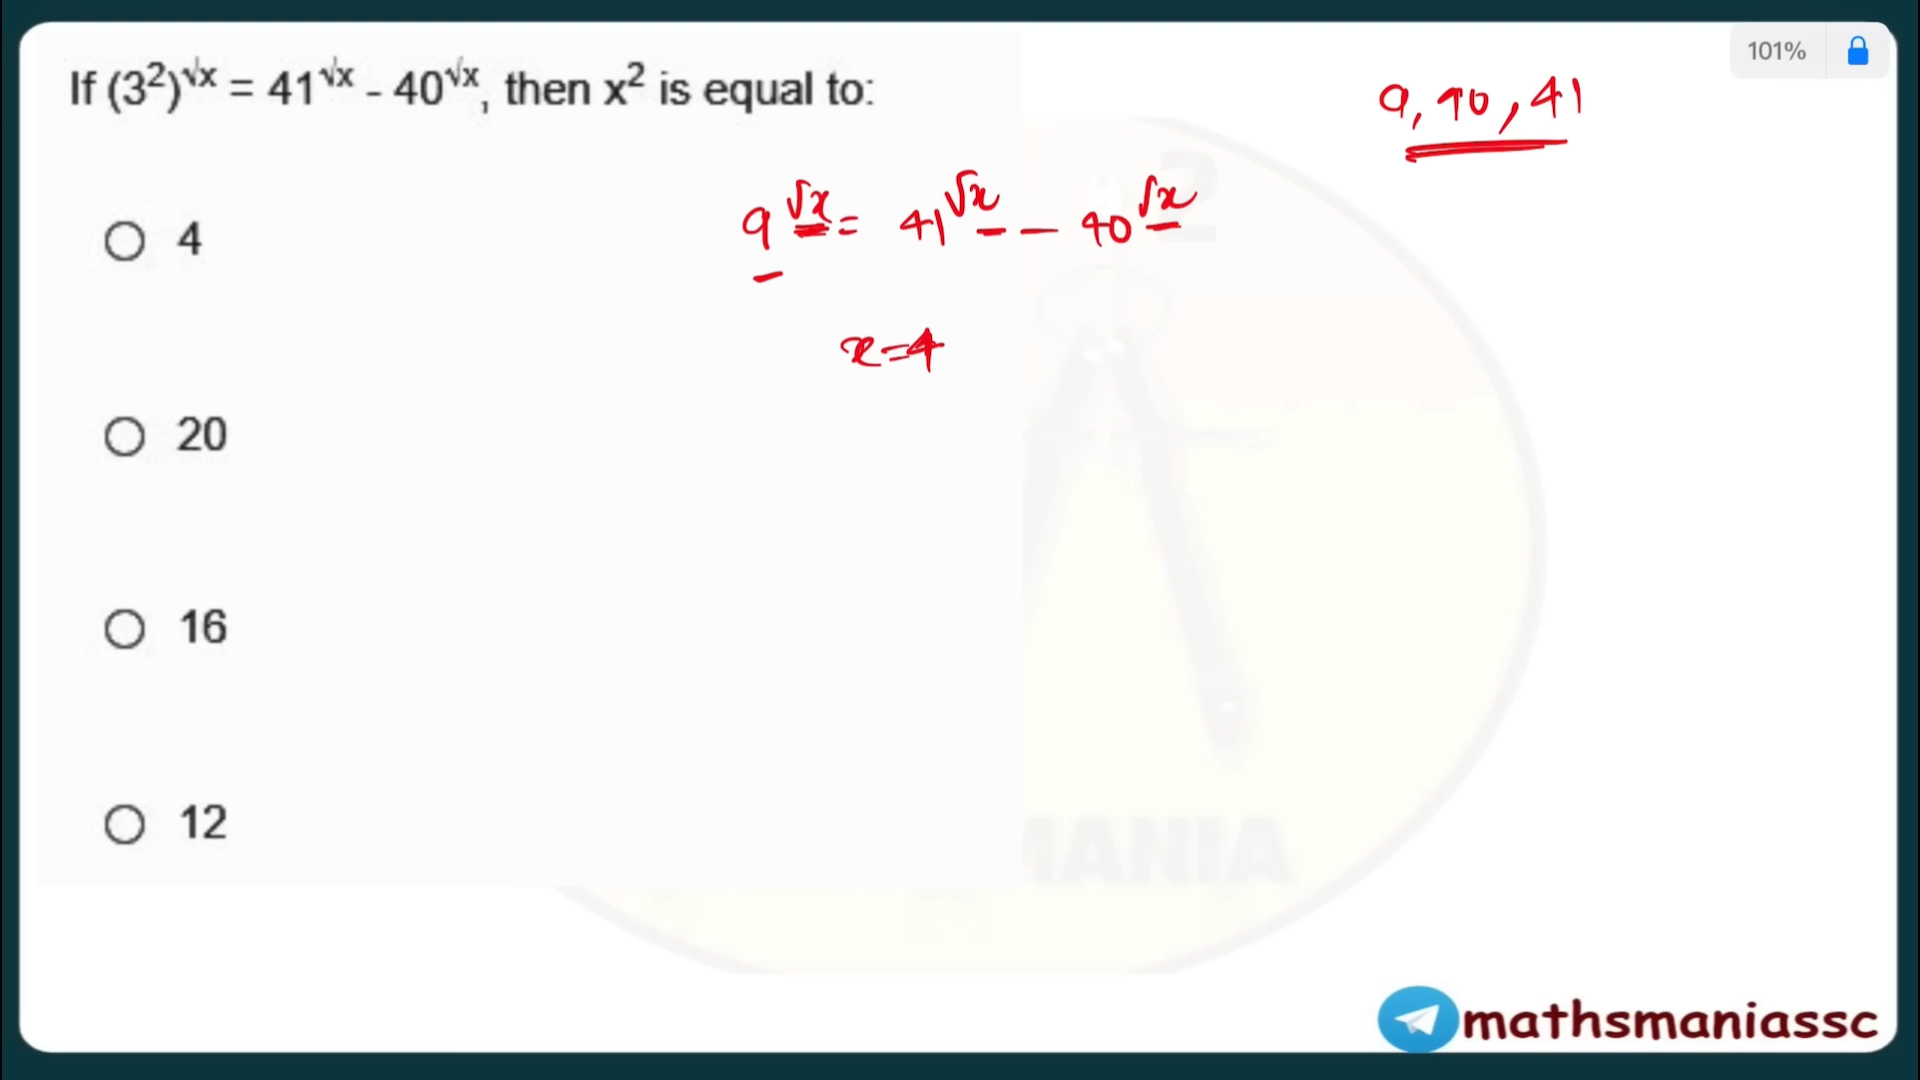 101%
If (3²)^√x = 41^√x - 40^√x, then x² is equal to:
9, 40, 41
9^√x = 41^√x - 40^√x
x=4
4
20
16
12
2
MANIA
mathsmaniassc